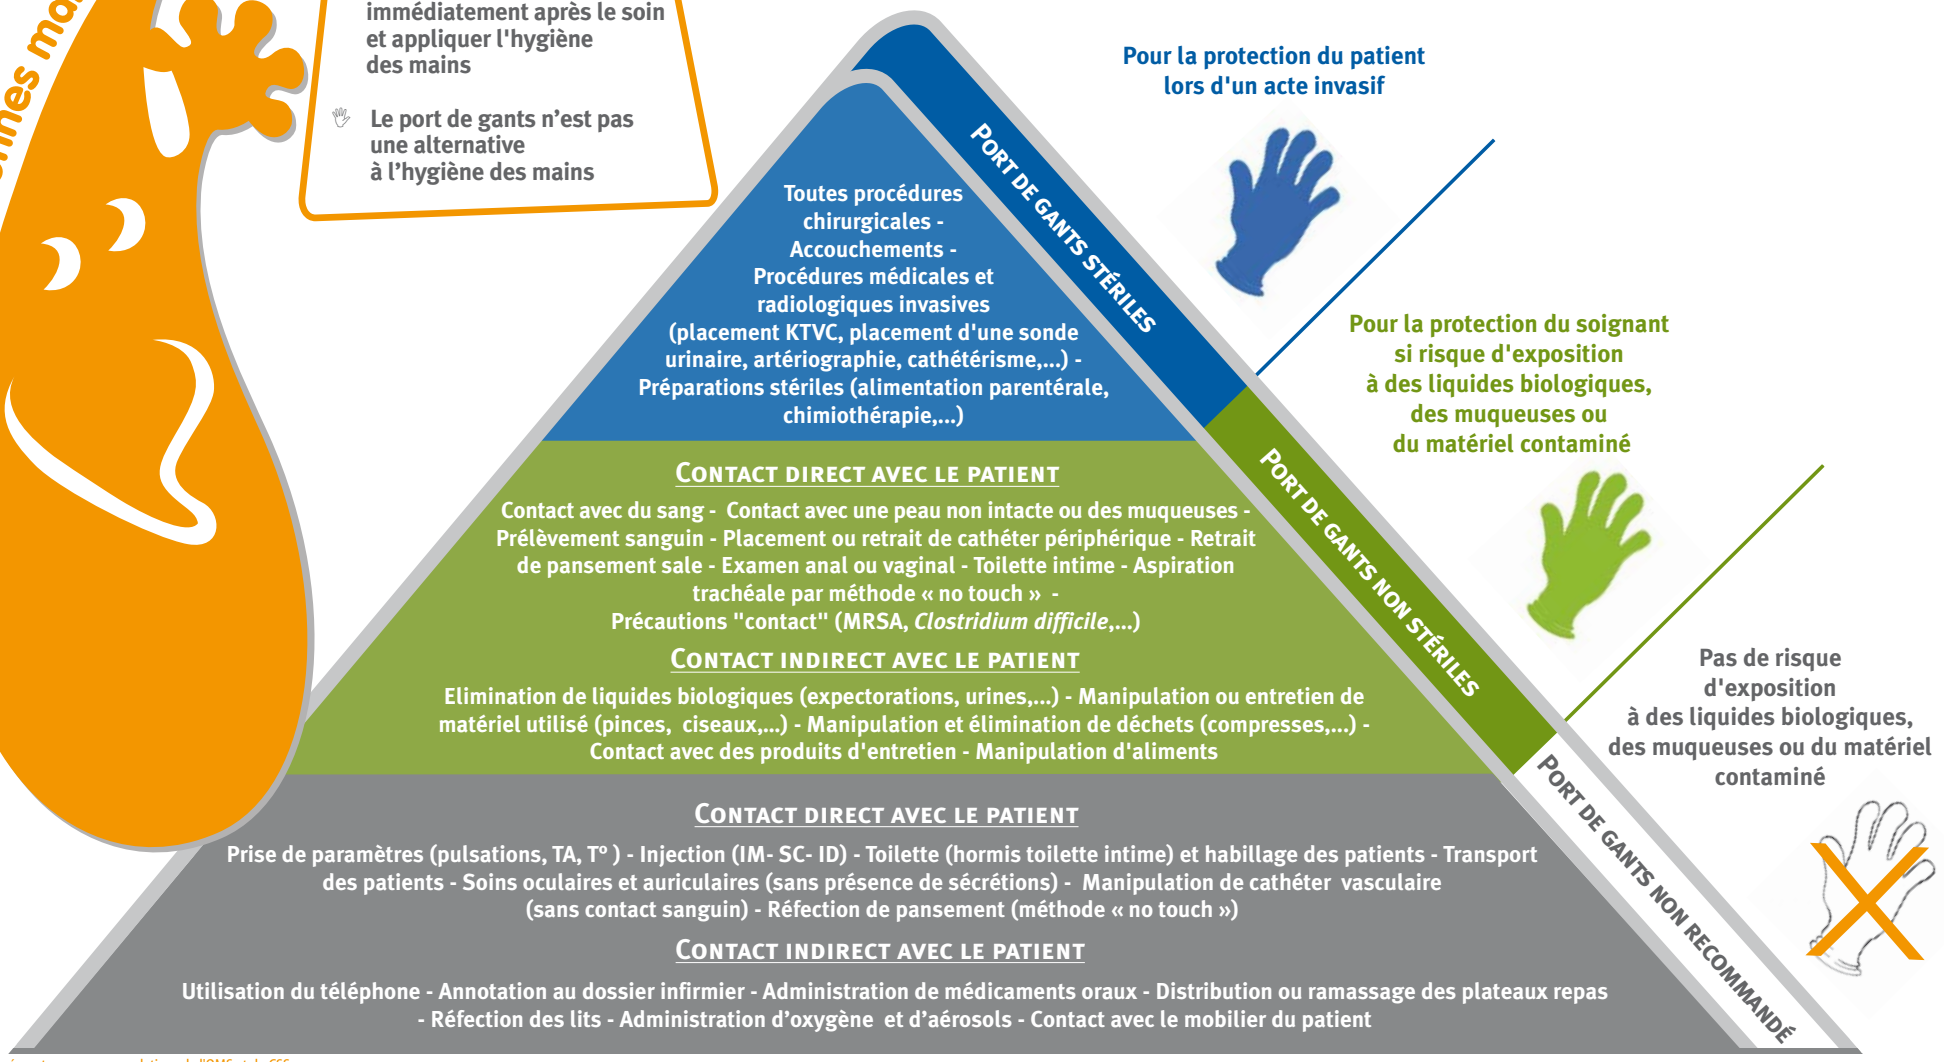 immédiatement après le soin
et appliquer l'hygiène
des mains
Le port de gants n’est pas
une alternative
à l’hygiène des mains
Pour la protection du patient
lors d'un acte invasif
PORT DE GANTS STÉRILES
Toutes procédures
chirurgicales -
Accouchements -
Procédures médicales et
radiologiques invasives
(placement KTVC, placement d'une sonde
urinaire, artériographie, cathétérisme,...) -
Préparations stériles (alimentation parentérale,
chimiothérapie,...)
Pour la protection du soignant
si risque d'exposition
à des liquides biologiques,
des muqueuses ou
du matériel contaminé
PORT DE GANTS NON STÉRILES
CONTACT DIRECT AVEC LE PATIENT
Contact avec du sang - Contact avec une peau non intacte ou des muqueuses -
Prélèvement sanguin - Placement ou retrait de cathéter périphérique - Retrait
de pansement sale - Examen anal ou vaginal - Toilette intime - Aspiration
trachéale par méthode « no touch » -
Précautions "contact" (MRSA, Clostridium difficile,...)
CONTACT INDIRECT AVEC LE PATIENT
Elimination de liquides biologiques (expectorations, urines,...) - Manipulation ou entretien de
matériel utilisé (pinces, ciseaux,...) - Manipulation et élimination de déchets (compresses,...) -
Contact avec des produits d'entretien - Manipulation d'aliments
Pas de risque
d'exposition
à des liquides biologiques,
des muqueuses ou du matériel
contaminé
PORT DE GANTS NON RECOMMANDÉ
CONTACT DIRECT AVEC LE PATIENT
Prise de paramètres (pulsations, TA, T° ) - Injection (IM- SC- ID) - Toilette (hormis toilette intime) et habillage des patients - Transport
des patients - Soins oculaires et auriculaires (sans présence de sécrétions) - Manipulation de cathéter vasculaire
(sans contact sanguin) - Réfection de pansement (méthode « no touch »)
CONTACT INDIRECT AVEC LE PATIENT
Utilisation du téléphone - Annotation au dossier infirmier - Administration de médicaments oraux - Distribution ou ramassage des plateaux repas
- Réfection des lits - Administration d’oxygène et d’aérosols - Contact avec le mobilier du patient